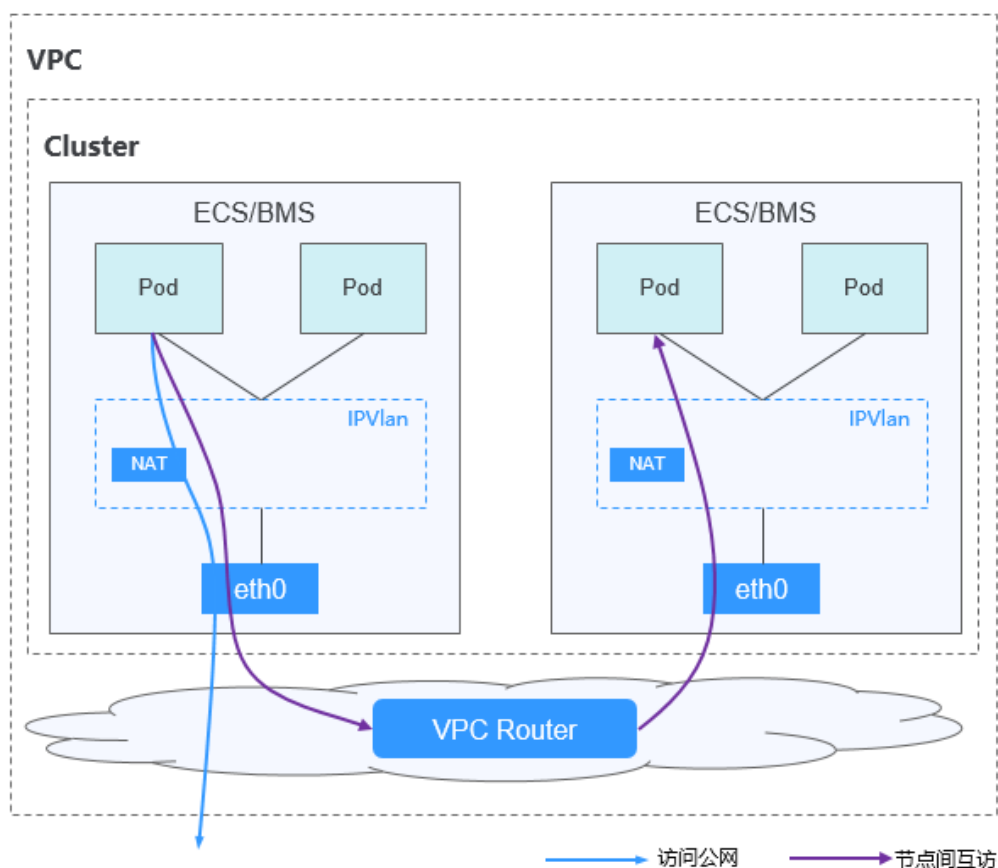 VPC
Cluster
ECS/BMS
ECS/BMS
Pod
Pod
Pod
Pod
IPVlan
IPVlan
NAT
NAT
eth0
eth0
VPC Router
访问公网
节点间互访